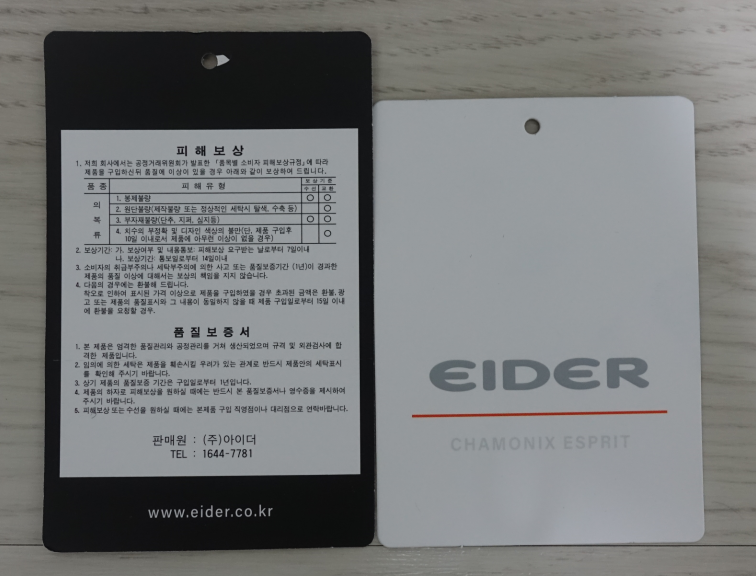 피 해 보 상
1. 저희 회사에서는 공정거래위원회가 발표한 「품목별 소비자 피해보상규정」에 따라
제품을 구입하신뒤 품질에 이상이 있을 경우 아래와 같이 보상하여 드립니다.
품 종 피 해 유 형 보 상 기 준
수 선 교 환
의 복 류
1. 봉제불량 ○ ○
2. 원단불량(제작불량 또는 정상적인 세탁시 탈색, 수축 등) ○
3. 부자재불량(단추, 지퍼, 심지등) ○ ○
4. 치수의 부정확 및 디자인 색상의 불만(단, 제품 구입후
10일 이내로서 제품에 아무런 이상이 없을 경우) ○
2. 보상기간: 가. 보상여부 및 내용통보: 피해보상 요구받는 날로부터 7일이내
나. 보상기간: 통보일로부터 14일이내
3. 소비자의 취급부주의나 세탁부주의에 의한 사고 또는 품질보증기간 (1년)이 경과한
제품의 품질 이상에 대해서는 보상의 책임을 지지 않습니다.
4. 다음의 경우에는 환불해 드립니다.
착오로 인하여 표시된 가격 이상으로 제품을 구입하였을 경우 초과된 금액은 환불, 광
고 또는 제품의 품질표시와 그 내용이 동일하지 않을 때 제품 구입일로부터 15일 이내
에 환불을 요청할 경우.
품 질 보 증 서
1. 본 제품은 엄격한 품질관리와 공정관리를 거쳐 생산되었으며 규격 및 외관검사에 합
격한 제품입니다.
2. 임의에 의한 세탁은 제품을 훼손시킬 우려가 있는 관계로 반드시 제품안의 세탁표시
를 확인해 주시기 바랍니다.
3. 상기 제품의 품질보증 기간은 구입일로부터 1년입니다.
4. 제품의 하자로 피해보상을 원하실 때에는 반드시 본 품질보증서나 영수증을 제시하여
주시기 바랍니다.
5. 피해보상 또는 수선을 원하실 때에는 본제품 구입 직영점이나 대리점으로 연락바랍니다.
판매원 : (주)아이더
TEL : 1644-7781
www.eider.co.kr
EIDER
CHAMONIX ESPRIT